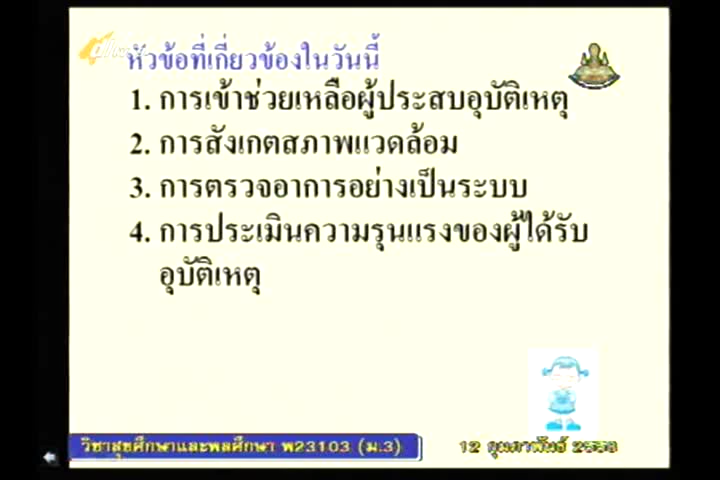 หัวข้อที่เกี่ยวข้องในวันนี้
1. การเข้าช่วยเหลือผู้ประสบอุบัติเหตุ
2. การสังเกตสภาพแวดล้อม
3. การตรวจอาการอย่างเป็นระบบ
4. การประเมินความรุนแรงของผู้ได้รับ
อุบัติเหตุ
วิชาสุขศึกษาและพลศึกษา พ23103 (ม.3)
12 กุมภาพันธ์